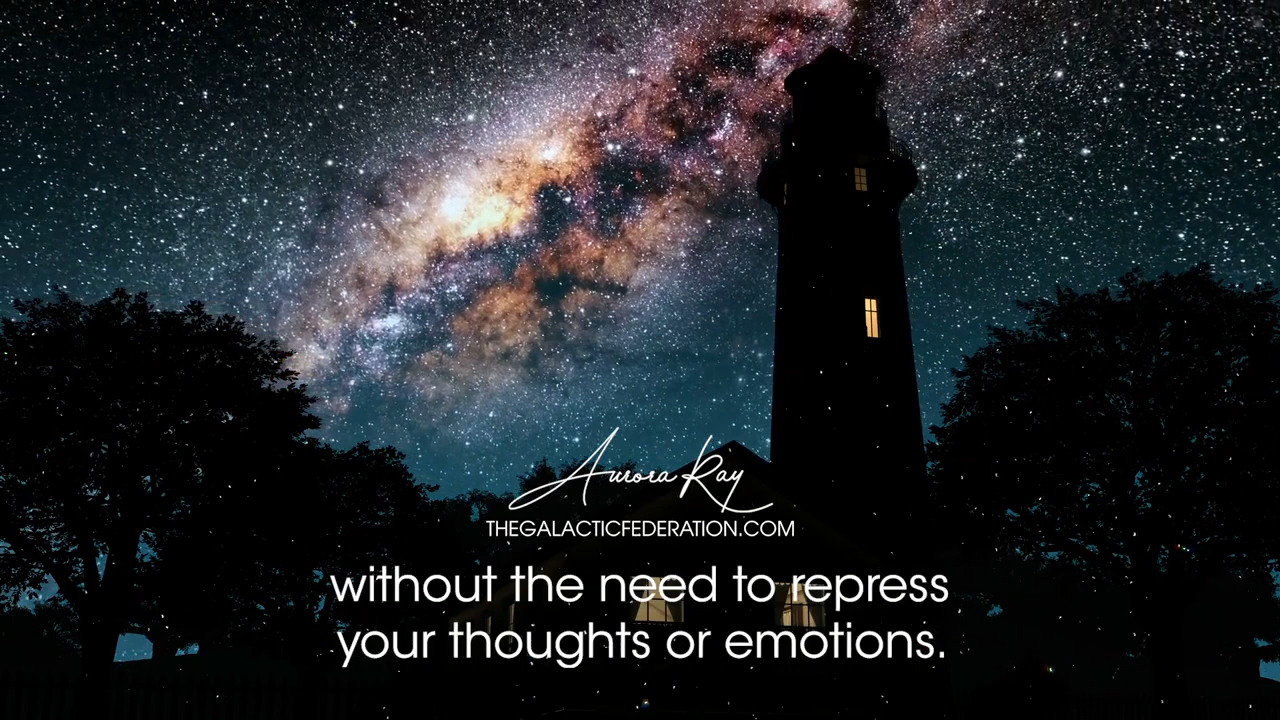 Aurora Ray
THEGALACTICFEDERATION.COM
without the need to repress
your thoughts or emotions.